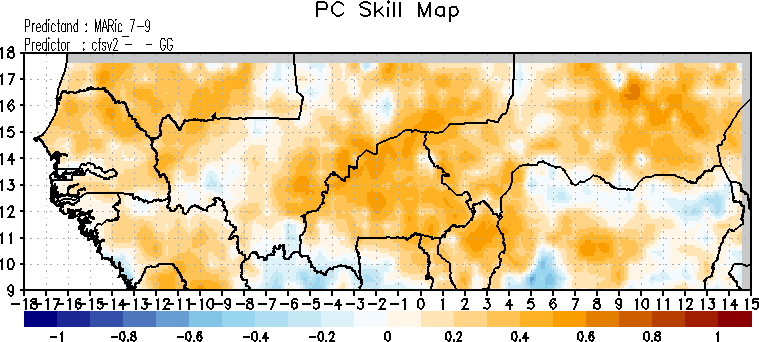 PC Skill Map
Predictand : MARic_7-9
Predictor : cfsv2_- - GG
18
17
16
15
14
13
12
11
10
9
-18 -17 -16 -15 -14 -13 -12 -11 -10 -9 -8 -7 -6 -5 -4 -3 -2 -1 0 1 2 3 4 5 6 7 8 9 10 11 12 13 14 15
-1 -0.8 -0.6 -0.4 -0.2 0 0.2 0.4 0.6 0.8 1